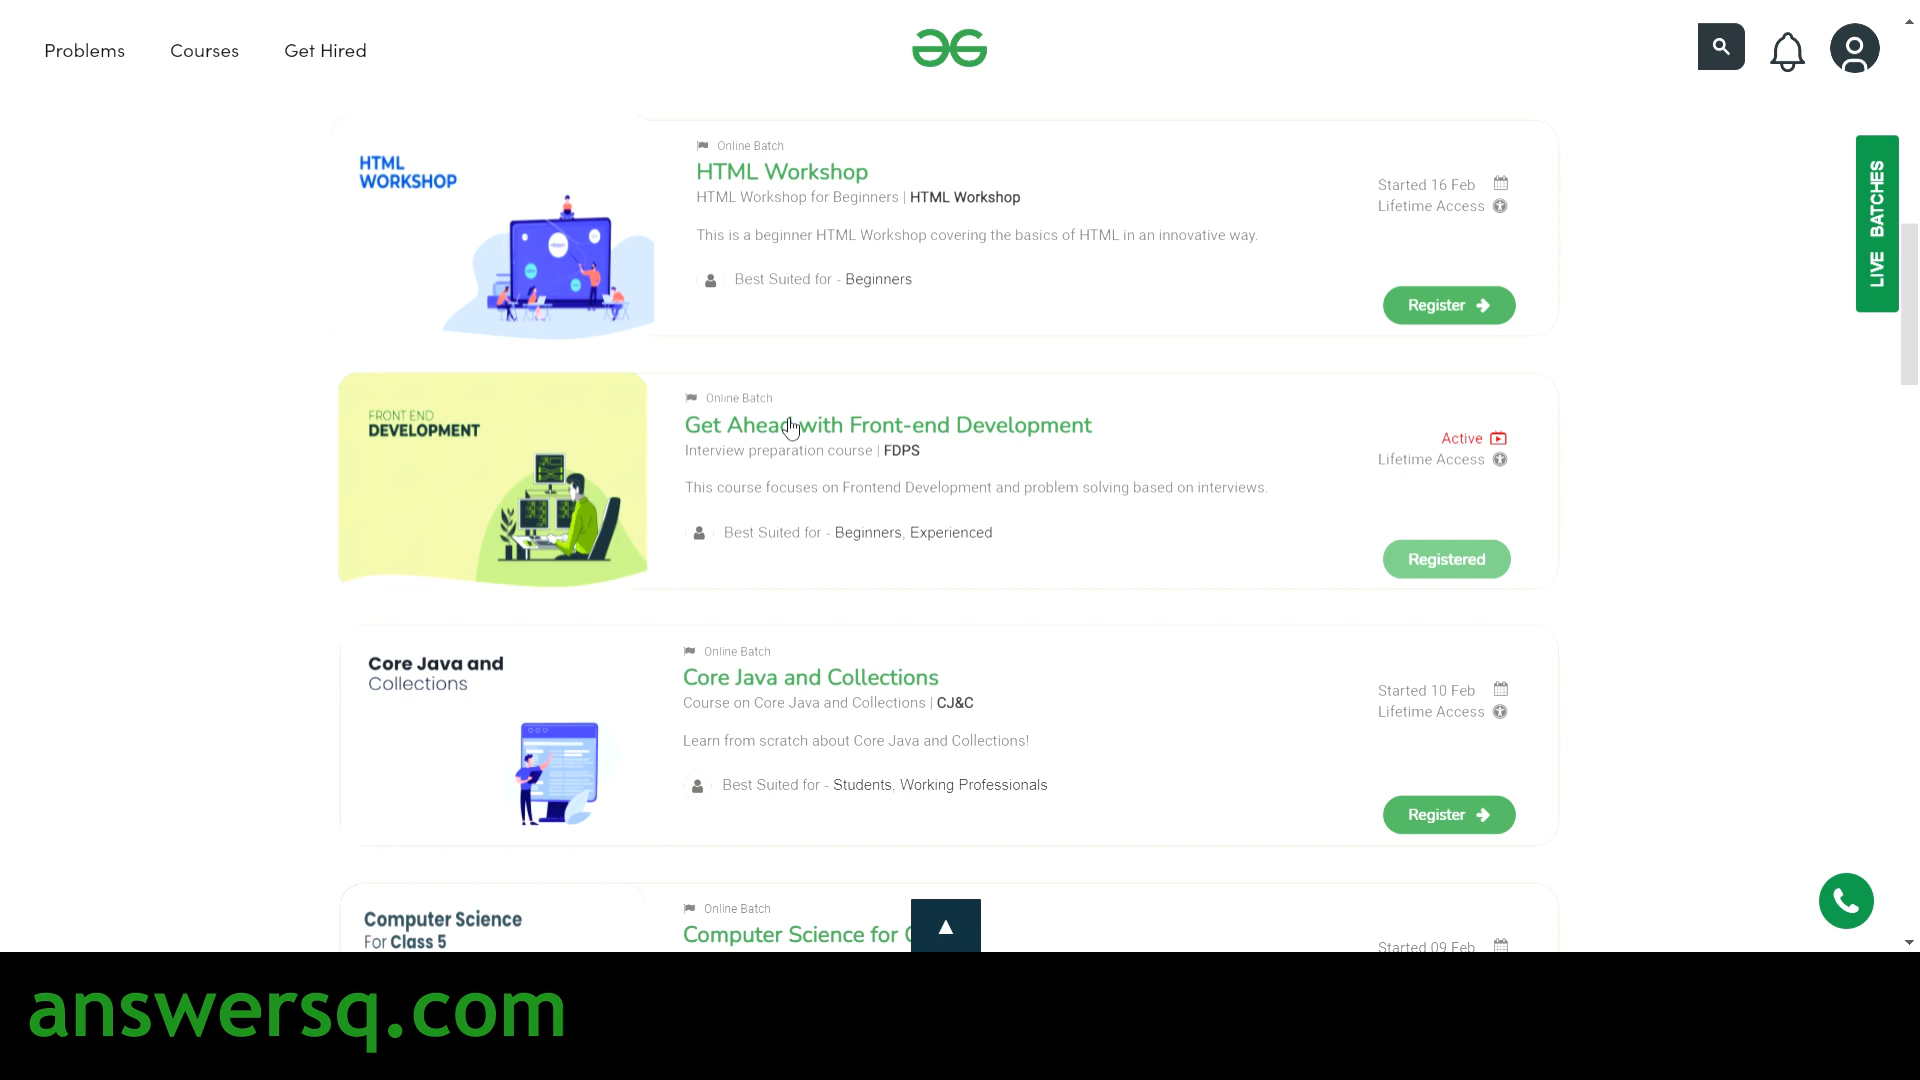 Problems Courses Get Hired
LIVE BATCHES
HTML
WORKSHOP
Online Batch
HTML Workshop
HTML Workshop for Beginners | HTML Workshop
This is a beginner HTML Workshop covering the basics of HTML in an innovative way.
Best Suited for - Beginners
Started 16 Feb
Lifetime Access
Register
FRONT END
DEVELOPMENT
Online Batch
Get Ahead with Front-end Development
Interview preparation course | FDPS
This course focuses on Frontend Development and problem solving based on interviews.
Best Suited for - Beginners, Experienced
Active
Lifetime Access
Registered
Core Java and
Collections
Online Batch
Core Java and Collections
Course on Core Java and Collections | CJ&C
Learn from scratch about Core Java and Collections!
Best Suited for - Students, Working Professionals
Started 10 Feb
Lifetime Access
Register
Computer Science
For Class 5
Online Batch
Computer Science for
Started 09 Feb
answersq.com